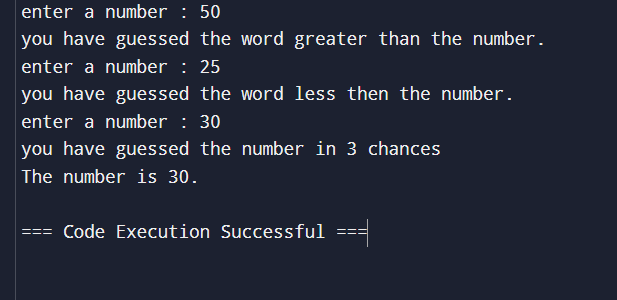 enter a number : 50
you have guessed the word greater than the number.
enter a number : 25
you have guessed the word less then the number.
enter a number : 30
you have guessed the number in 3 chances
The number is 30.
=== Code Execution Successful ===